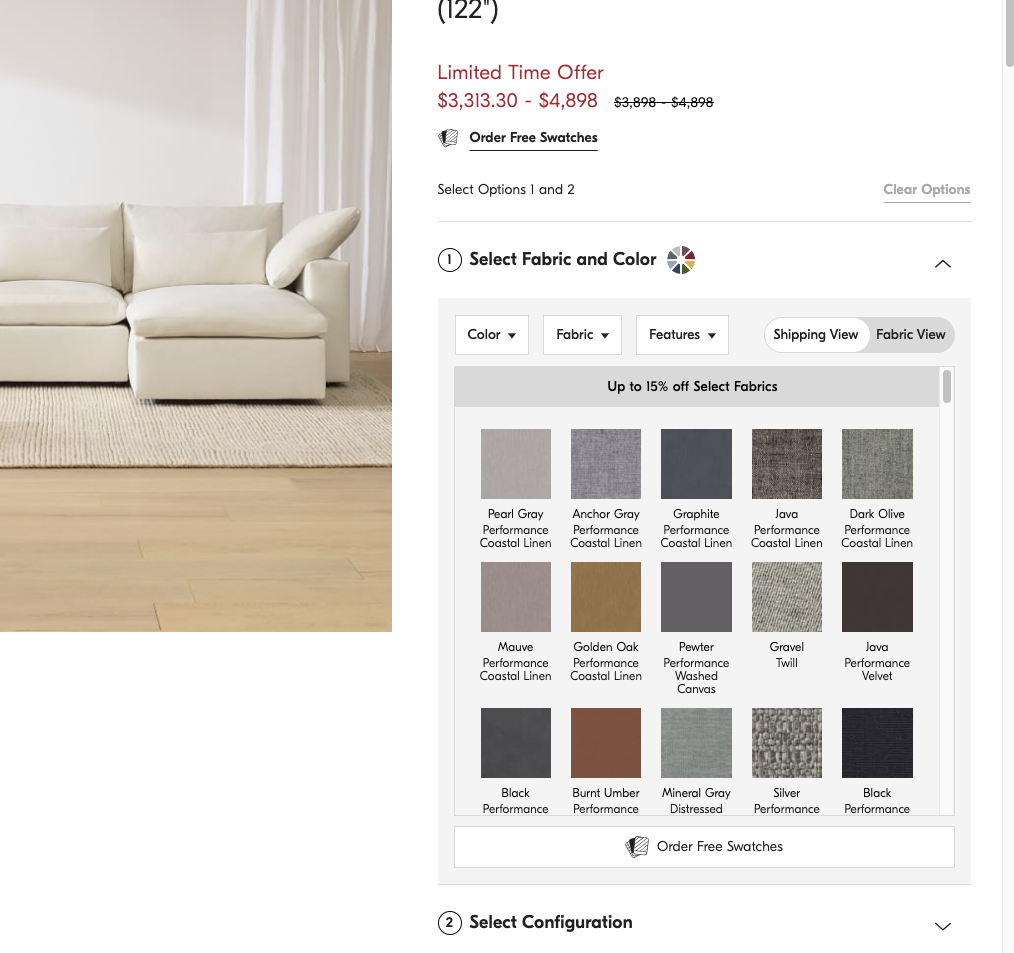 (122")
Limited Time Offer
$3,313.30 - $4,898 $3,898 - $4,898
Order Free Swatches
Select Options 1 and 2
Clear Options
1 Select Fabric and Color
Color
Fabric
Features
Shipping View
Fabric View
Up to 15% off Select Fabrics
Pearl Gray
Performance
Coastal Linen
Anchor Gray
Performance
Coastal Linen
Graphite
Performance
Coastal Linen
Java
Performance
Coastal Linen
Dark Olive
Performance
Coastal Linen
Mauve
Performance
Coastal Linen
Golden Oak
Performance
Coastal Linen
Pewter
Performance
Washed
Canvas
Gravel
Twill
Java
Performance
Velvet
Black
Performance
Burnt Umber
Performance
Mineral Gray
Distressed
Silver
Performance
Black
Performance
Order Free Swatches
2 Select Configuration